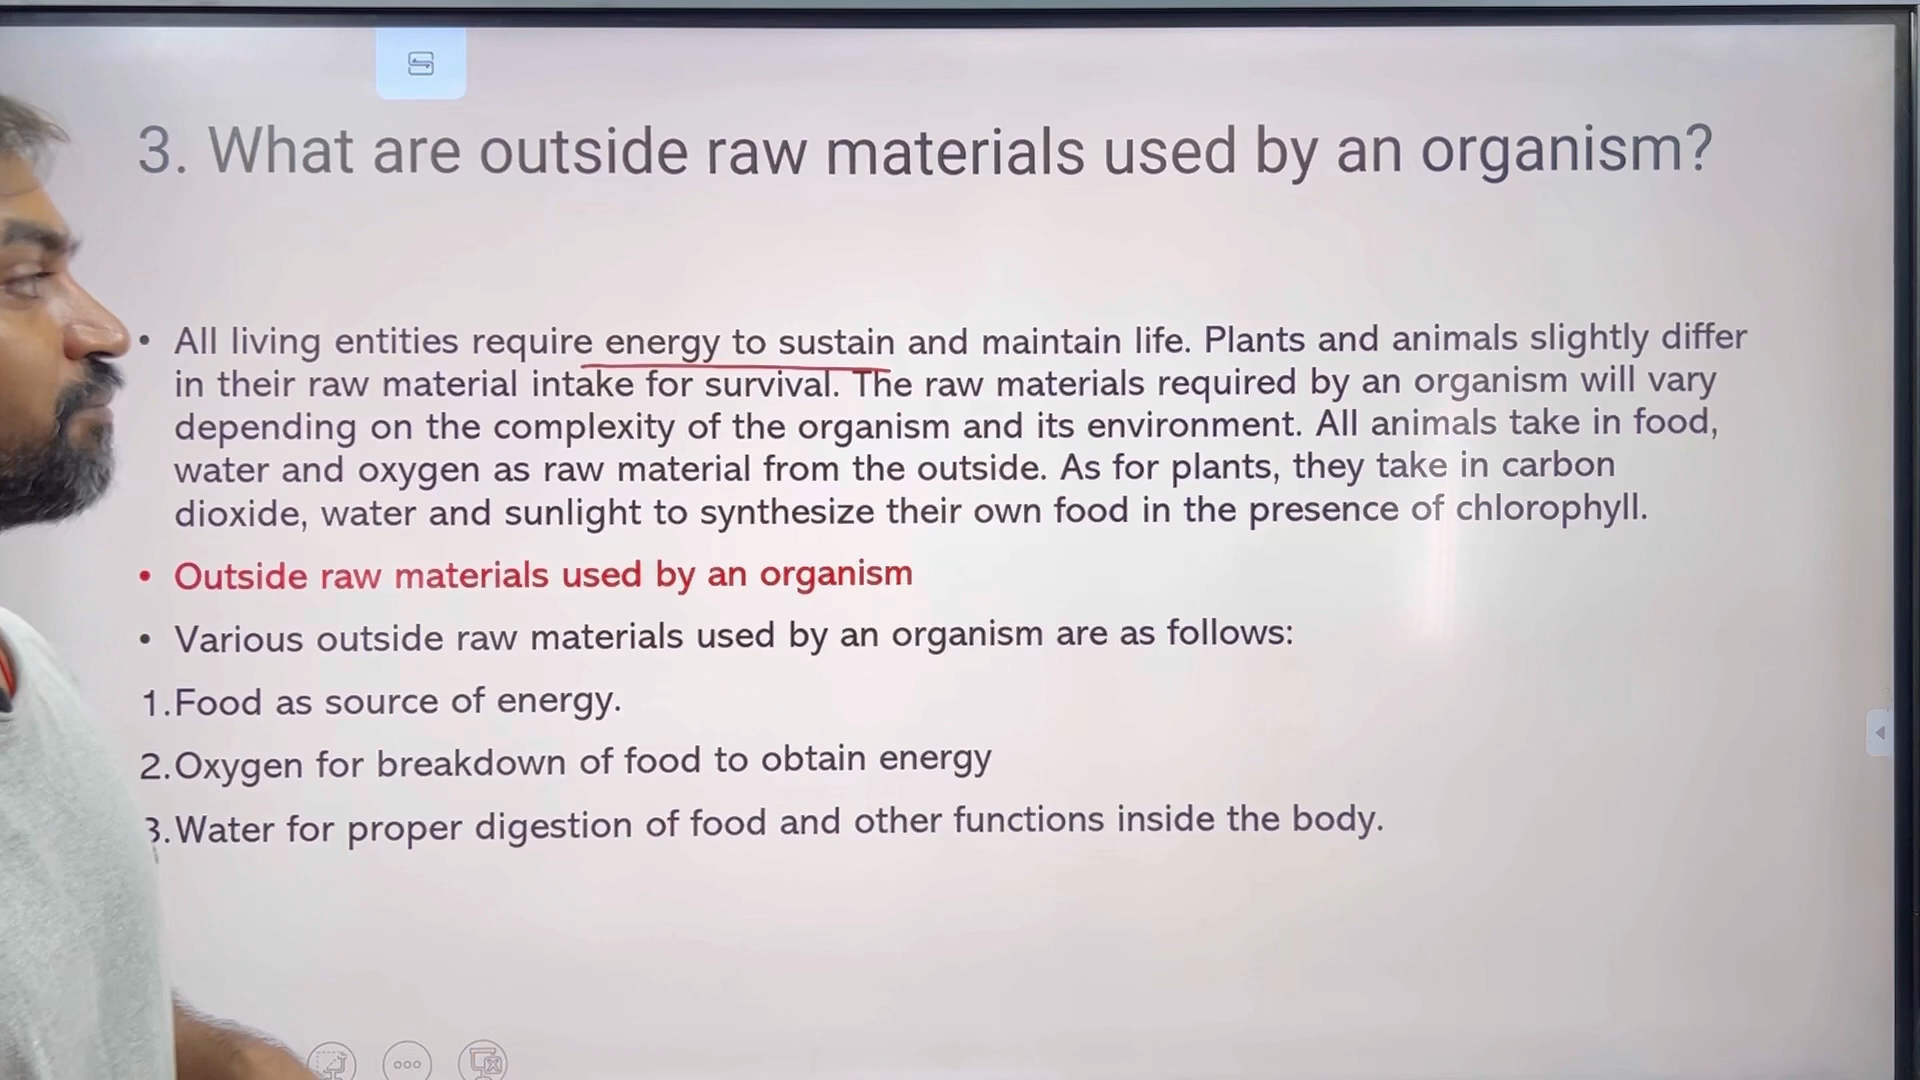 3. What are outside raw materials used by an organism?
• All living entities require energy to sustain and maintain life. Plants and animals slightly differ
in their raw material intake for survival. The raw materials required by an organism will vary
depending on the complexity of the organism and its environment. All animals take in food,
water and oxygen as raw material from the outside. As for plants, they take in carbon
dioxide, water and sunlight to synthesize their own food in the presence of chlorophyll.
• Outside raw materials used by an organism
• Various outside raw materials used by an organism are as follows:
1. Food as source of energy.
2. Oxygen for breakdown of food to obtain energy
3. Water for proper digestion of food and other functions inside the body.